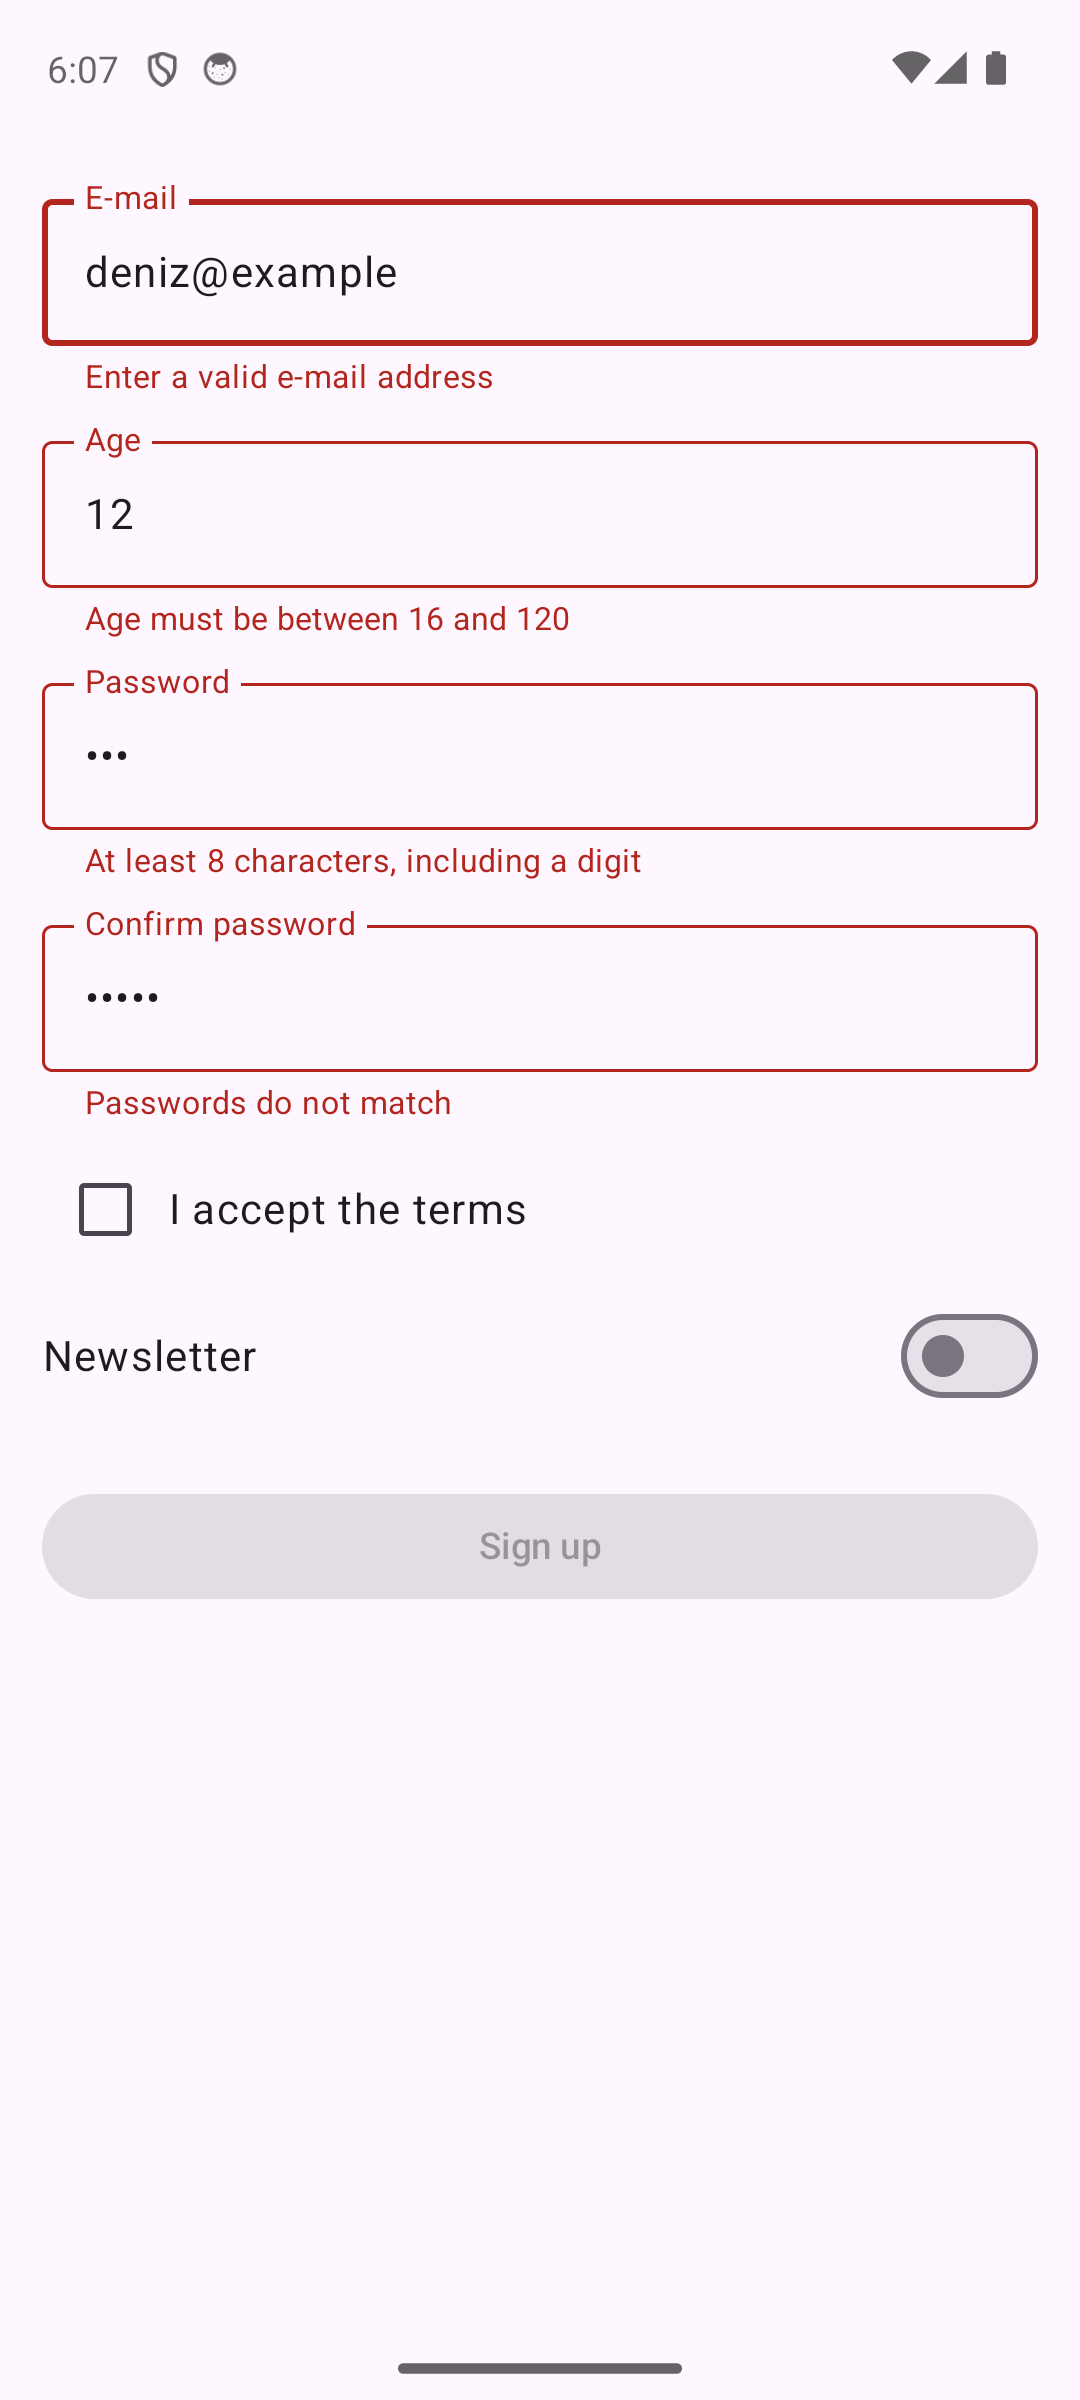 6:07
E-mail
deniz@example
Enter a valid e-mail address
Age
12
Age must be between 16 and 120
Password
•••
At least 8 characters, including a digit
Confirm password
•••••
Passwords do not match
I accept the terms
Newsletter
Sign up